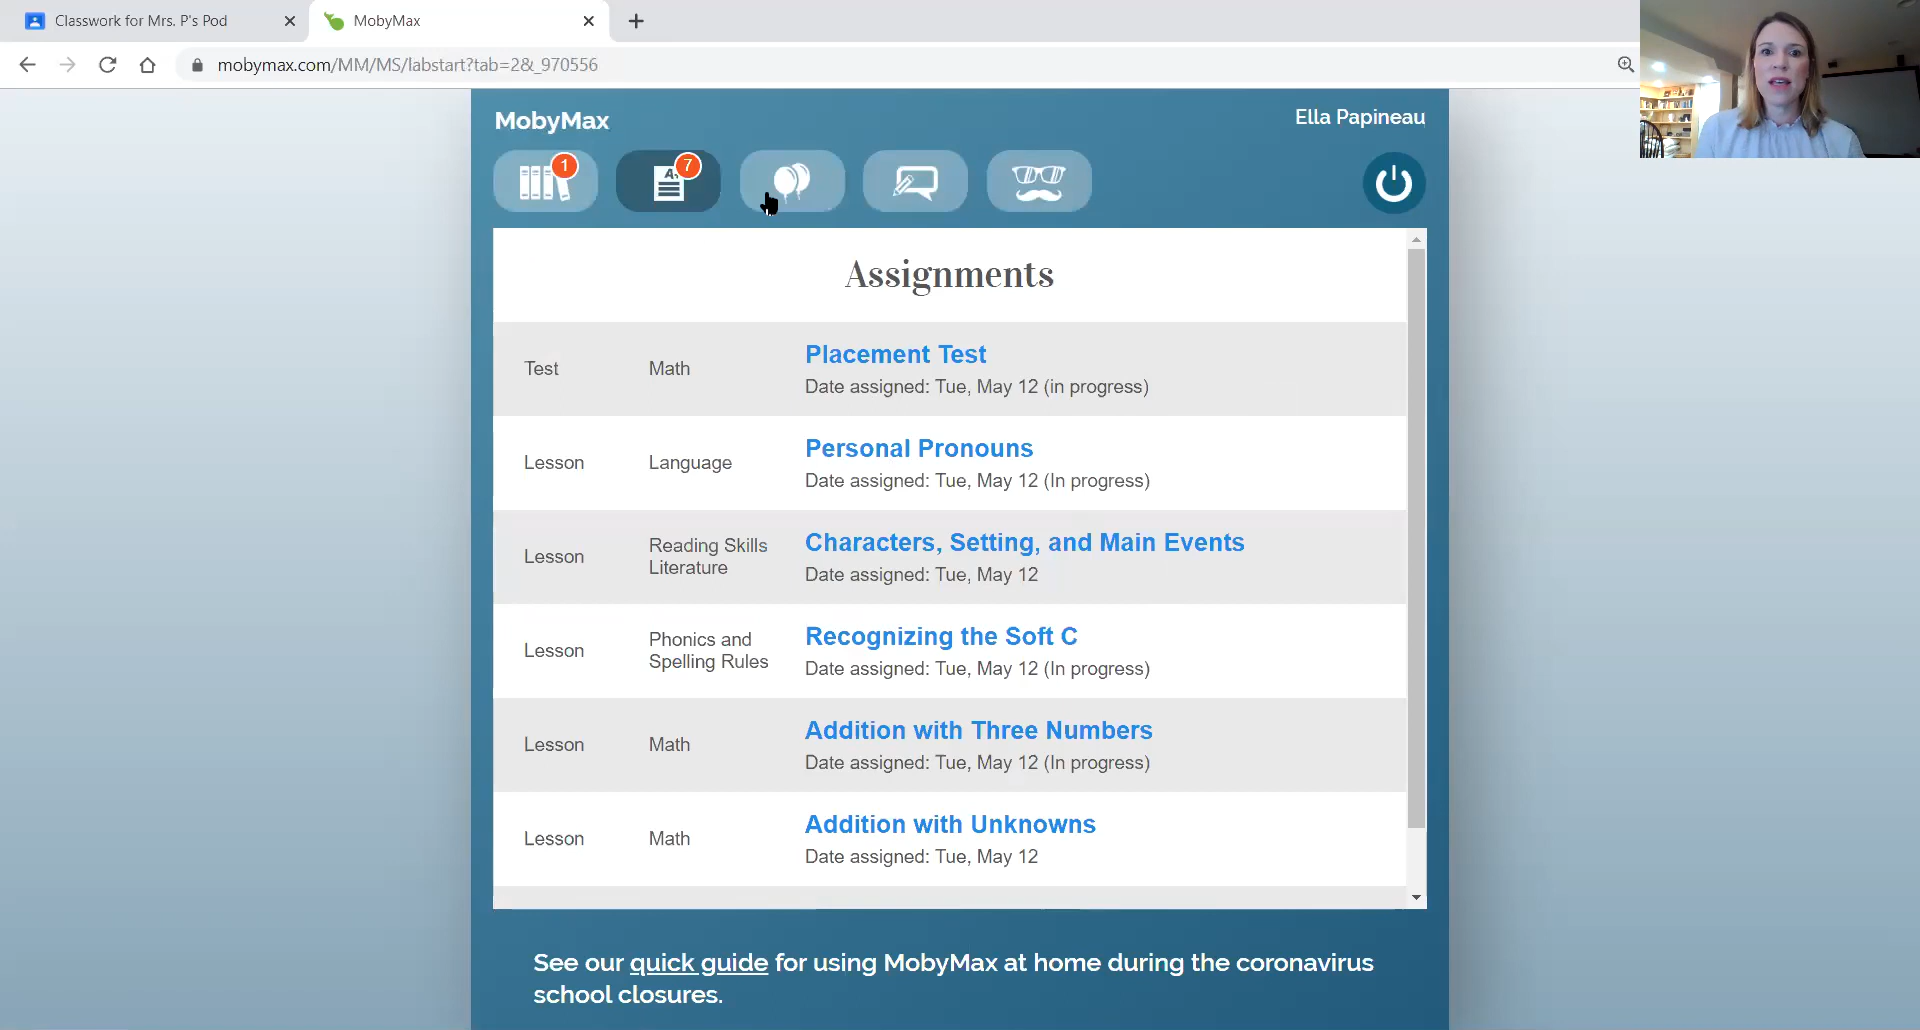 Classwork for Mrs. P's Pod
MobyMax
mobymax.com/MM/MS/labstart?tab=2&_970556
MobyMax
Ella Papineau
1
A+
7
Assignments
Test
Math
Placement Test
Date assigned: Tue, May 12 (in progress)
Lesson
Language
Personal Pronouns
Date assigned: Tue, May 12 (In progress)
Lesson
Reading Skills
Literature
Characters, Setting, and Main Events
Date assigned: Tue, May 12
Lesson
Phonics and
Spelling Rules
Recognizing the Soft C
Date assigned: Tue, May 12 (In progress)
Lesson
Math
Addition with Three Numbers
Date assigned: Tue, May 12 (In progress)
Lesson
Math
Addition with Unknowns
Date assigned: Tue, May 12
See our quick guide for using MobyMax at home during the coronavirus
school closures.